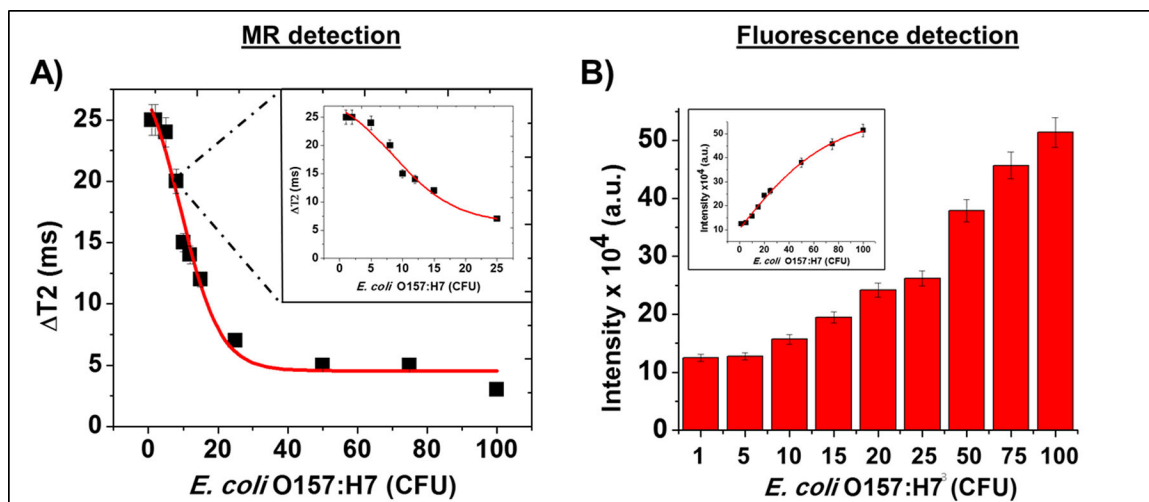 MR detection
Fluorescence detection
A)
ΔT2 (ms)
25
20
15
10
5
0
0 20 40 60 80 100
E. coli O157:H7 (CFU)
ΔT2 (ms)
25
20
15
10
5
0
0 5 10 15 20 25
E. coli O157:H7 (CFU)
B)
Intensity x 10⁴ (a.u.)
50
40
30
20
10
0
1 5 10 15 20 25 50 75 100
E. coli O157:H7 (CFU)
3
Intensity x10⁴ (a.u.)
50
40
30
20
10
0 20 40 60 80 100
E. coli O157:H7 (CFU)